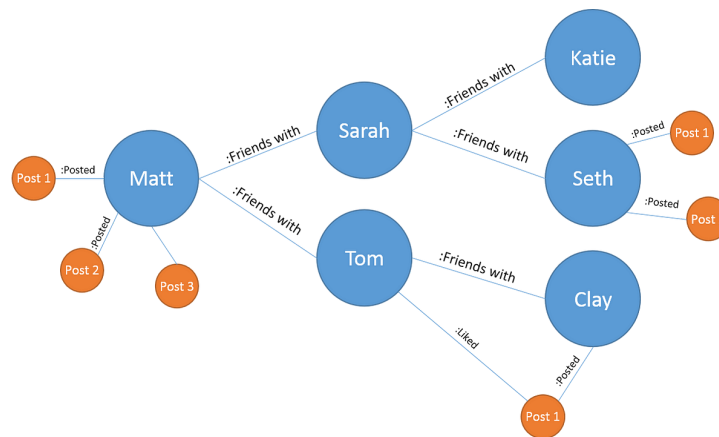 Katie
:Friends with
Sarah
:Friends with
:Posted
Post 1
:Friends with
Seth
:Posted
Post
Matt
:Posted
Post 1
:Posted
Post 2
Post 3
:Friends with
Tom
:Friends with
Clay
:Liked
:Posted
Post 1